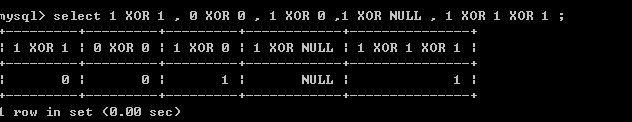 mysql> select 1 XOR 1 , 0 XOR 0 , 1 XOR 0 ,1 XOR NULL , 1 XOR 1 XOR 1 ;
+---------+---------+---------+------------+-----------------+
| 1 XOR 1 | 0 XOR 0 | 1 XOR 0 | 1 XOR NULL | 1 XOR 1 XOR 1 |
+---------+---------+---------+------------+-----------------+
| 0 | 0 | 1 | NULL | 1 |
+---------+---------+---------+------------+-----------------+
1 row in set (0.00 sec)